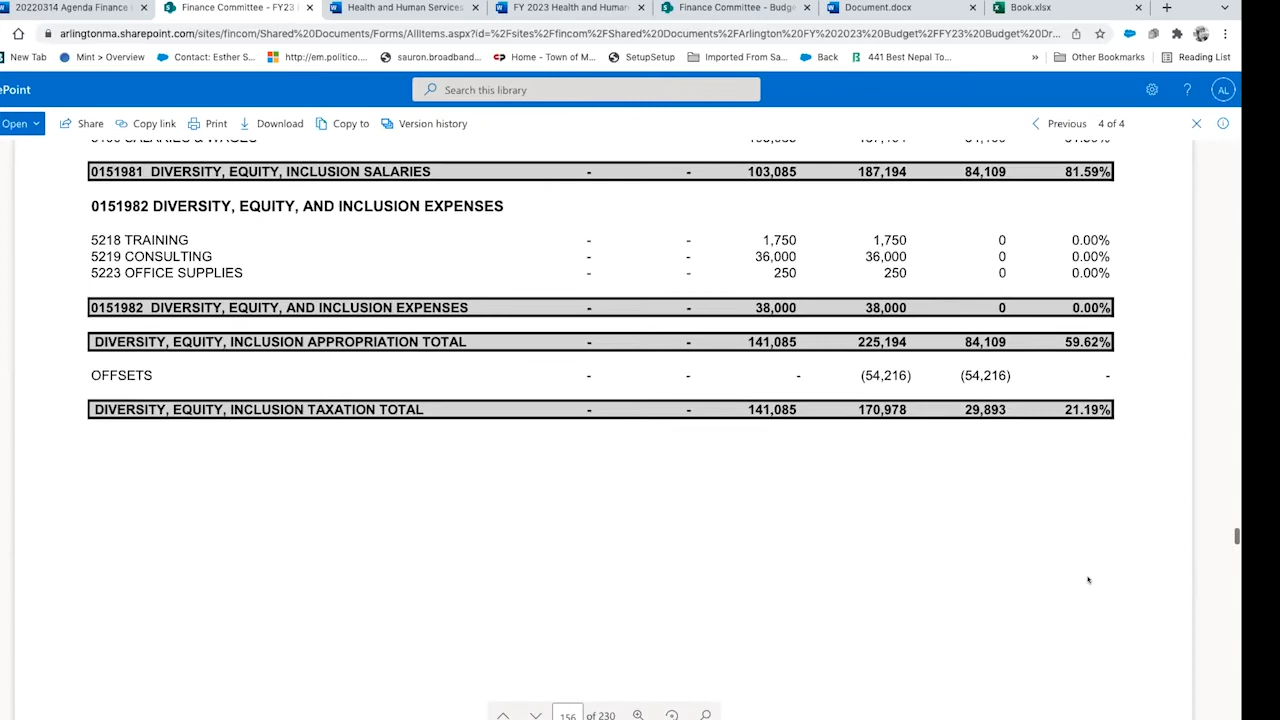 20220314 Agenda Finance
Finance Committee - FY23
Health and Human Services
FY 2023 Health and Human
Finance Committee - Budge
Document.docx
Book.xlsx
arlingtonma.sharepoint.com/sites/fincom/Shared%20Documents/Forms/AllItems.aspx?id=%2Fsites%2Ffincom%2FShared%20Documents%2FArlington%20FY%202023%20Budget%2FFY23%20Budget%20Dr...
New Tab
Mint > Overview
Contact: Esther S...
http://em.politico....
sauron.broadband...
Home - Town of M...
SetupSetup
Imported From Sa...
Back
441 Best Nepal To...
» Other Bookmarks
Reading List
ePoint
Search this library
AL
Open
Share
Copy link
Print
Download
Copy to
Version history
Previous 4 of 4
0151981 DIVERSITY, EQUITY, INCLUSION SALARIES - - 103,085 187,194 84,109 81.59%
0151982 DIVERSITY, EQUITY, AND INCLUSION EXPENSES
5218 TRAINING - - 1,750 1,750 0 0.00%
5219 CONSULTING - - 36,000 36,000 0 0.00%
5223 OFFICE SUPPLIES - - 250 250 0 0.00%
0151982 DIVERSITY, EQUITY, AND INCLUSION EXPENSES - - 38,000 38,000 0 0.00%
DIVERSITY, EQUITY, INCLUSION APPROPRIATION TOTAL - - 141,085 225,194 84,109 59.62%
OFFSETS - - - (54,216) (54,216) -
DIVERSITY, EQUITY, INCLUSION TAXATION TOTAL - - 141,085 170,978 29,893 21.19%
156 of 230